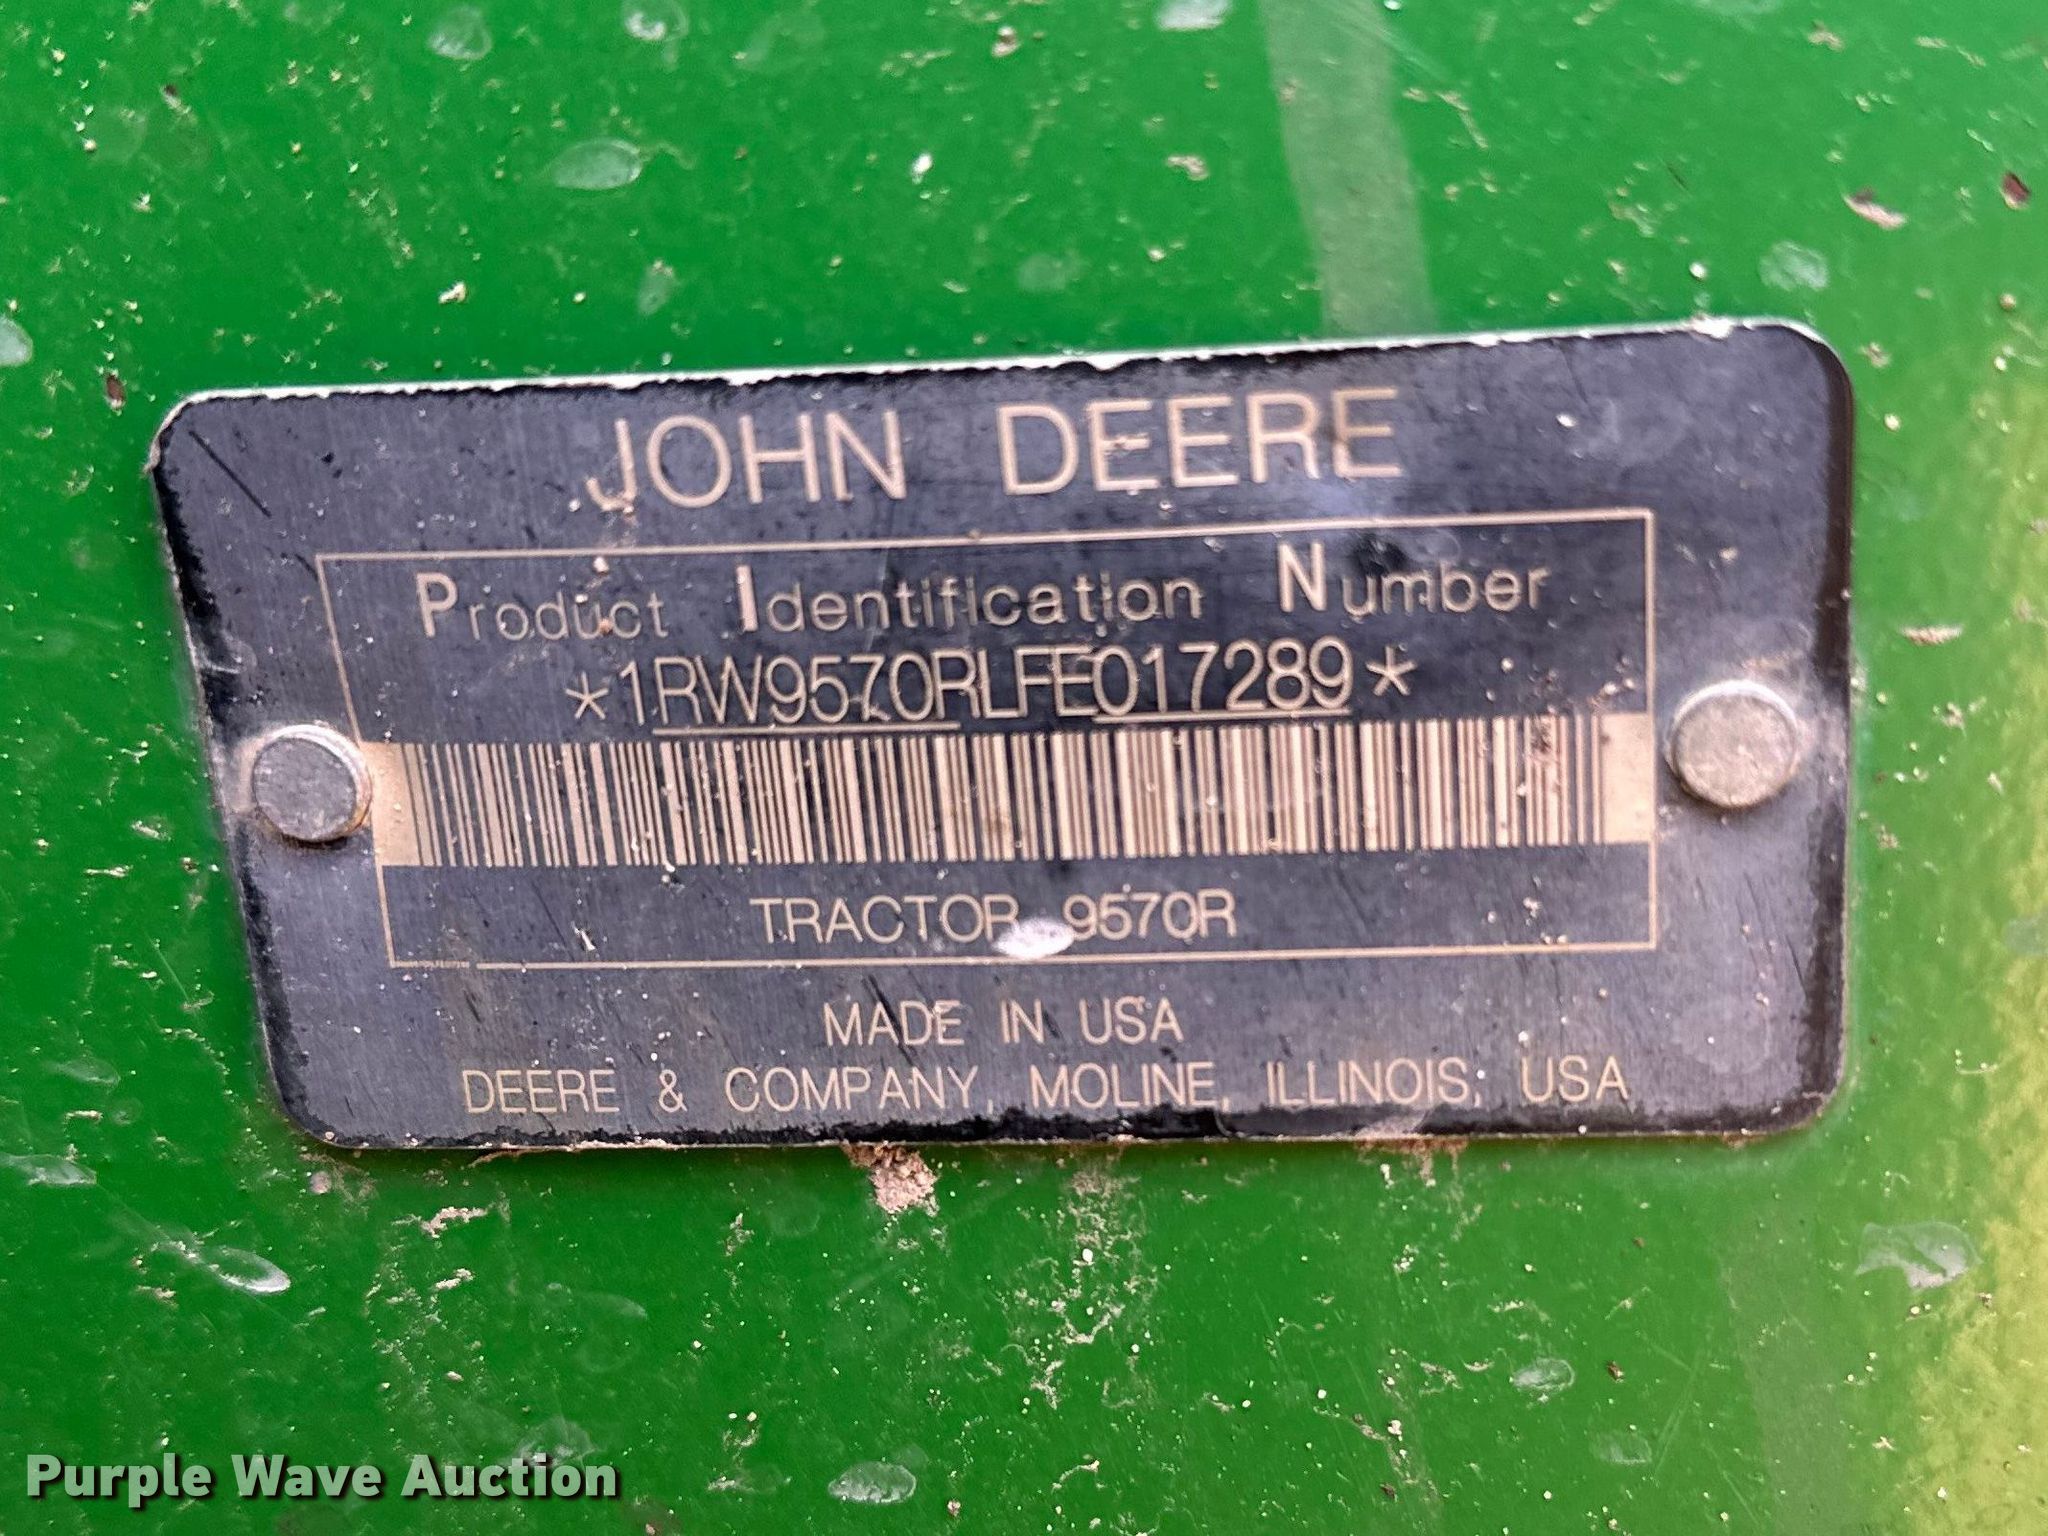 JOHN DEERE
Product Identification Number
*1RW9570RLFE017289*
TRACTOR 9570R
MADE IN USA
DEERE & COMPANY, MOLINE, ILLINOIS, USA
Purple Wave Auction